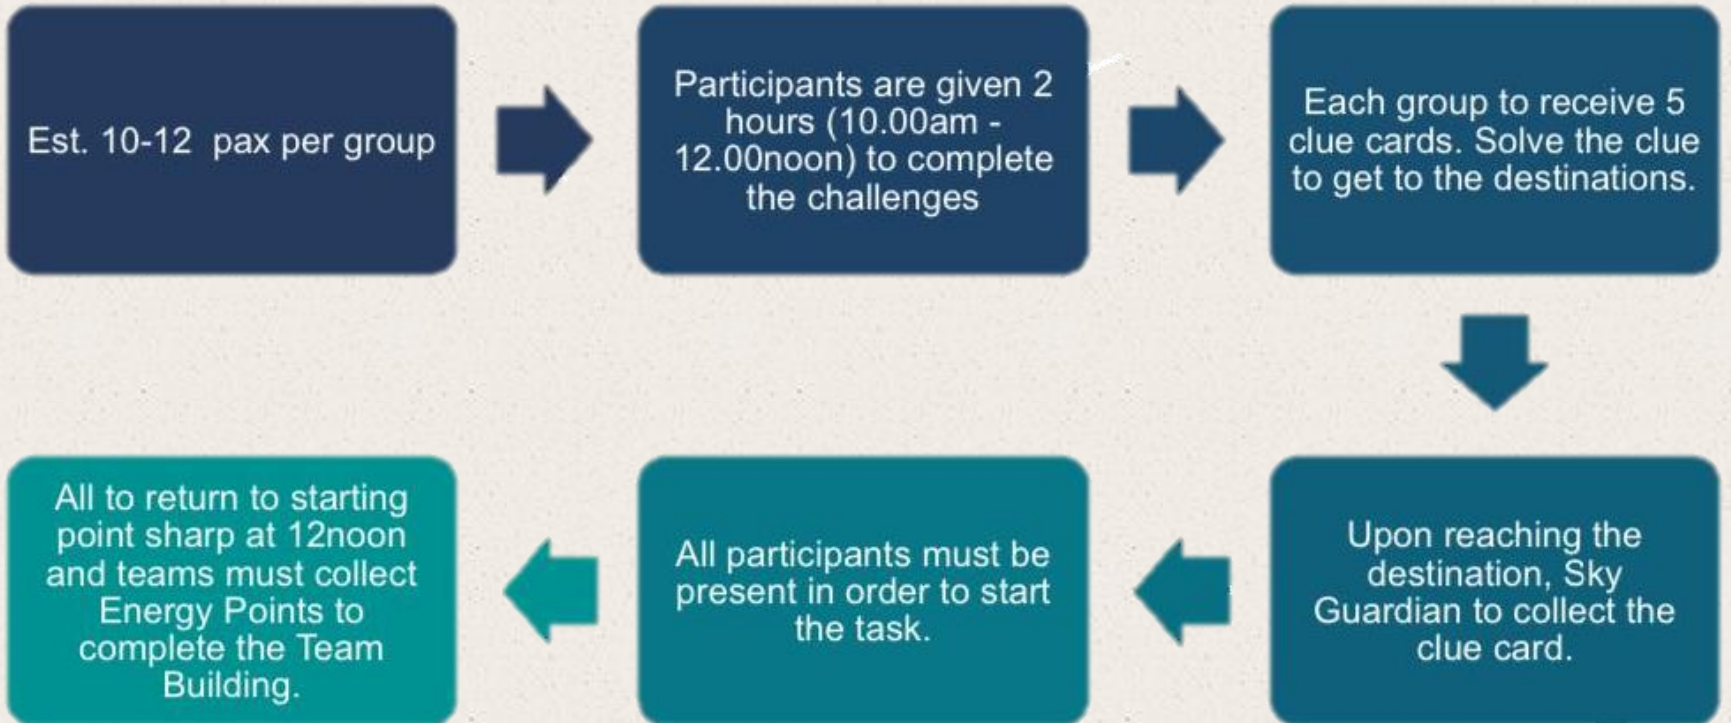 Est. 10-12 pax per group
Participants are given 2
hours (10.00am -
12.00noon) to complete
the challenges
Each group to receive 5
clue cards. Solve the clue
to get to the destinations.
Upon reaching the
destination, Sky
Guardian to collect the
clue card.
All participants must be
present in order to start
the task.
All to return to starting
point sharp at 12noon
and teams must collect
Energy Points to
complete the Team
Building.